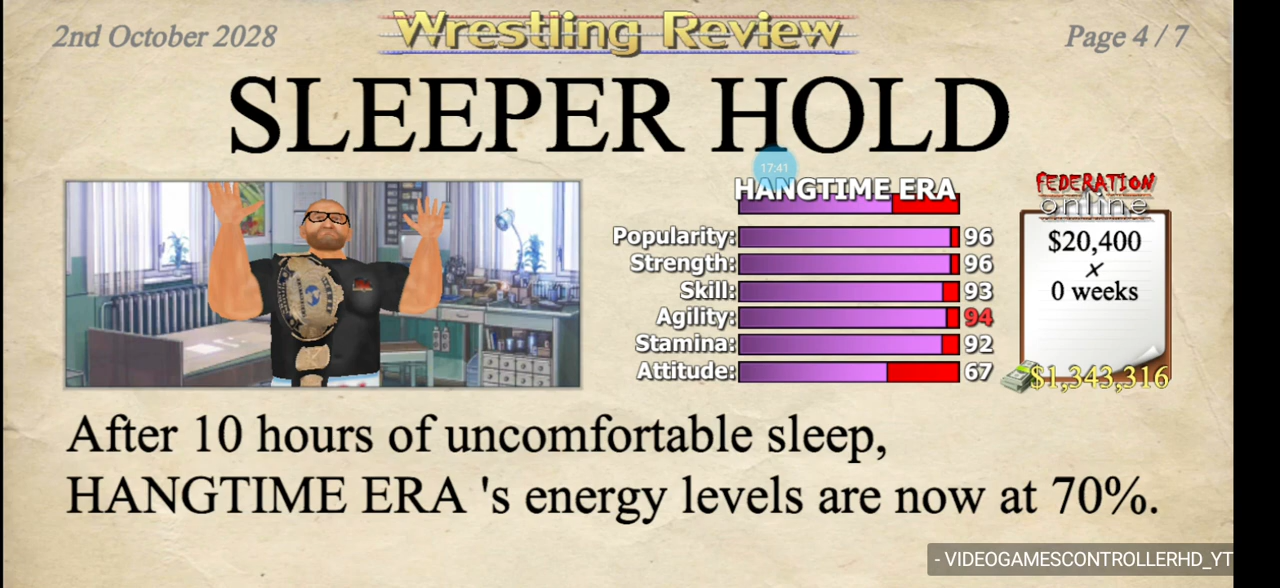 2nd October 2028
Wrestling Review
Page 4 / 7
SLEEPER HOLD
17:41
HANGTIME ERA
Popularity: 96
Strength: 96
Skill: 93
Agility: 94
Stamina: 92
Attitude: 67
FEDERATION
online
$20,400
x
0 weeks
$1,343,316
After 10 hours of uncomfortable sleep,
HANGTIME ERA 's energy levels are now at 70%.
- VIDEOGAMESCONTROLLERHD_YT